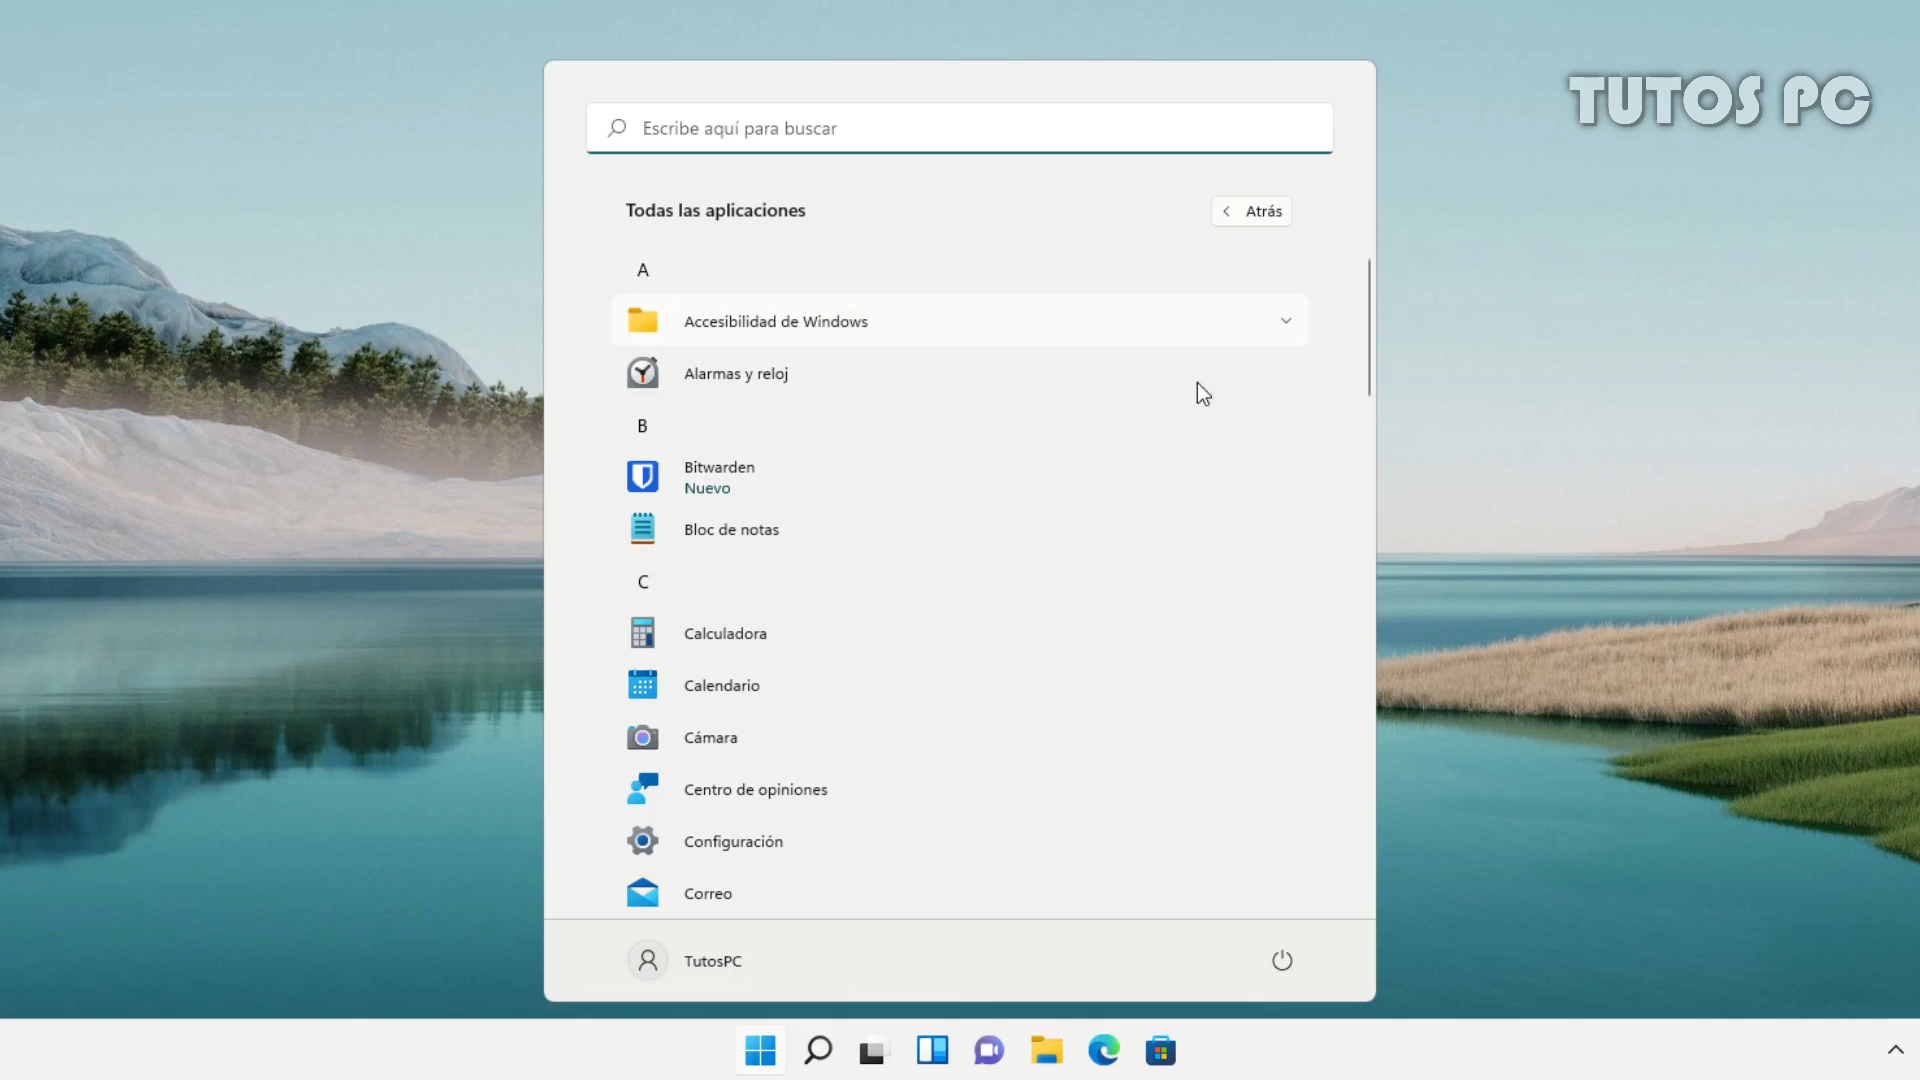 TUTOS PC
Escribe aquí para buscar
Todas las aplicaciones
Atrás
A
Accesibilidad de Windows
Alarmas y reloj
B
Bitwarden
Nuevo
Bloc de notas
C
Calculadora
Calendario
Cámara
Centro de opiniones
Configuración
Correo
TutosPC